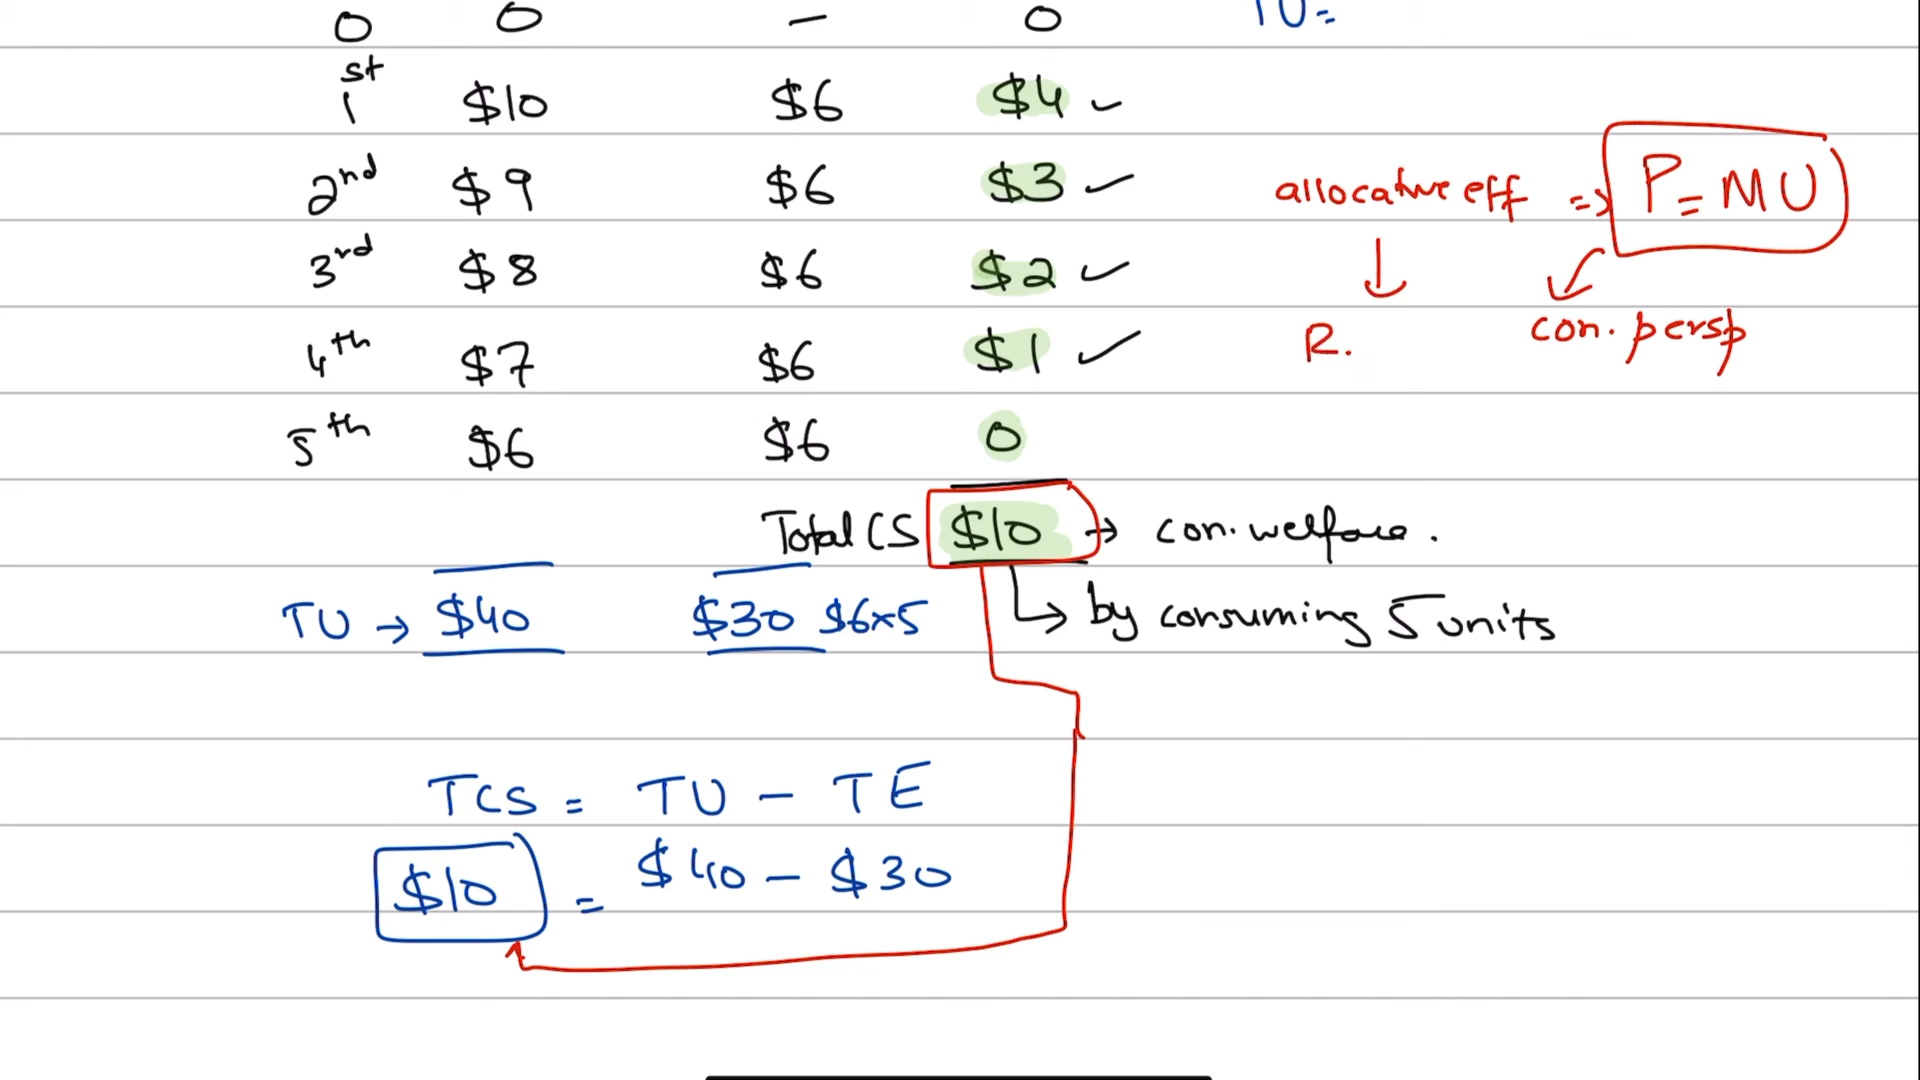 0 0 — 0 TU=
1st $10 $6 $4 ✓
2nd $9 $6 $3 ✓ allocative eff => P=MU
3rd $8 $6 $2 ✓
4th $7 $6 $1 ✓ R. con. persp
5th $6 $6 0
Total CS $10 → con. welfare.
TU → $40 $30 $6x5 ↳ by consuming 5 units
TCS = TU - TE
$10 = $40 - $30